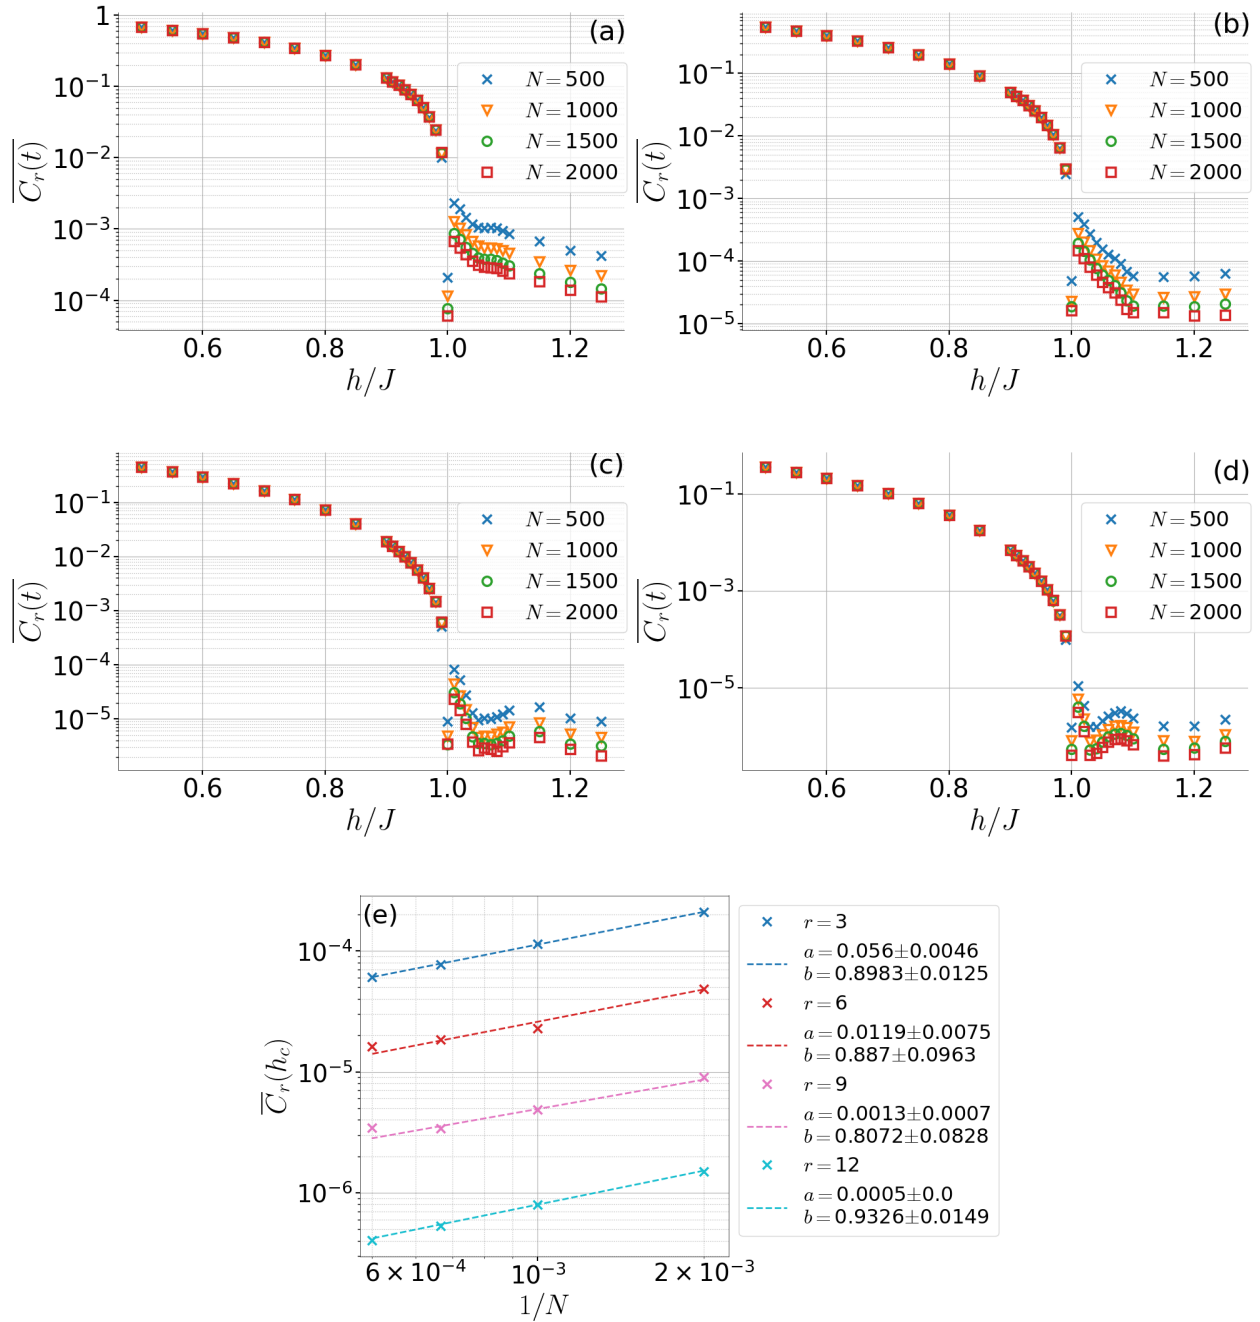 (a)
1
10⁻¹
10⁻²
10⁻³
10⁻⁴
C_r(t)
N = 500
N = 1000
N = 1500
N = 2000
0.6 0.8 1.0 1.2
h/J
(b)
10⁻¹
10⁻²
10⁻³
10⁻⁴
10⁻⁵
C_r(t)
N = 500
N = 1000
N = 1500
N = 2000
0.6 0.8 1.0 1.2
h/J
(c)
10⁻¹
10⁻²
10⁻³
10⁻⁴
10⁻⁵
C_r(t)
N = 500
N = 1000
N = 1500
N = 2000
0.6 0.8 1.0 1.2
h/J
(d)
10⁻¹
10⁻³
10⁻⁵
C_r(t)
N = 500
N = 1000
N = 1500
N = 2000
0.6 0.8 1.0 1.2
h/J
(e)
10⁻⁴
10⁻⁵
10⁻⁶
C_r(h_c)
6 × 10⁻⁴ 10⁻³ 2 × 10⁻³
1/N
r = 3
a = 0.056±0.0046
b = 0.8983±0.0125
r = 6
a = 0.0119±0.0075
b = 0.887±0.0963
r = 9
a = 0.0013±0.0007
b = 0.8072±0.0828
r = 12
a = 0.0005±0.0
b = 0.9326±0.0149